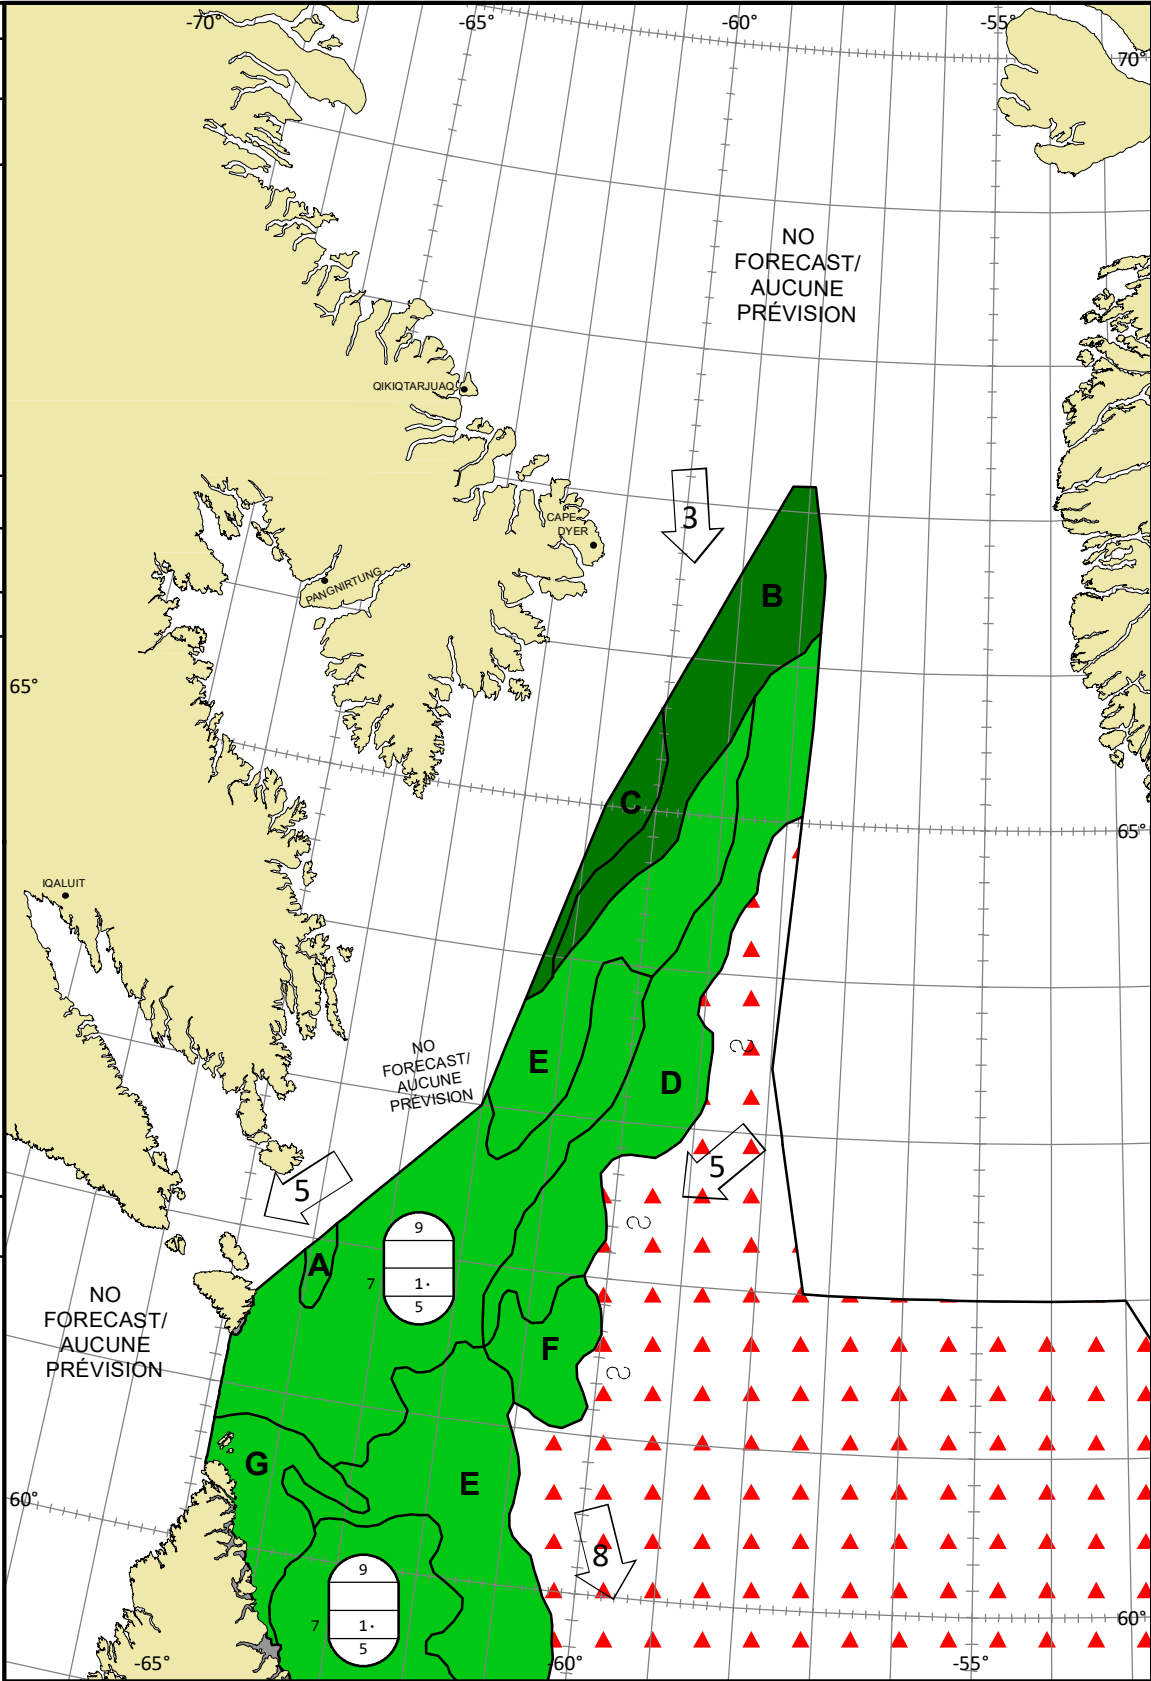 -70°
-65°
-60°
-55°
70°
NO
FORECAST/
AUCUNE
PRÉVISION
QIKIQTARJUAQ
3
CAPE
DYER
PANGNIRTUNG
B
65°
C
65°
IQALUIT
NO
FORECAST/
AUCUNE
PRÉVISION
E
D
5
5
A
9
7 1·
5
NO
FORECAST/
AUCUNE
PRÉVISION
F
G
E
60°
8
9
7 1·
5
60°
-65°
-60°
-55°